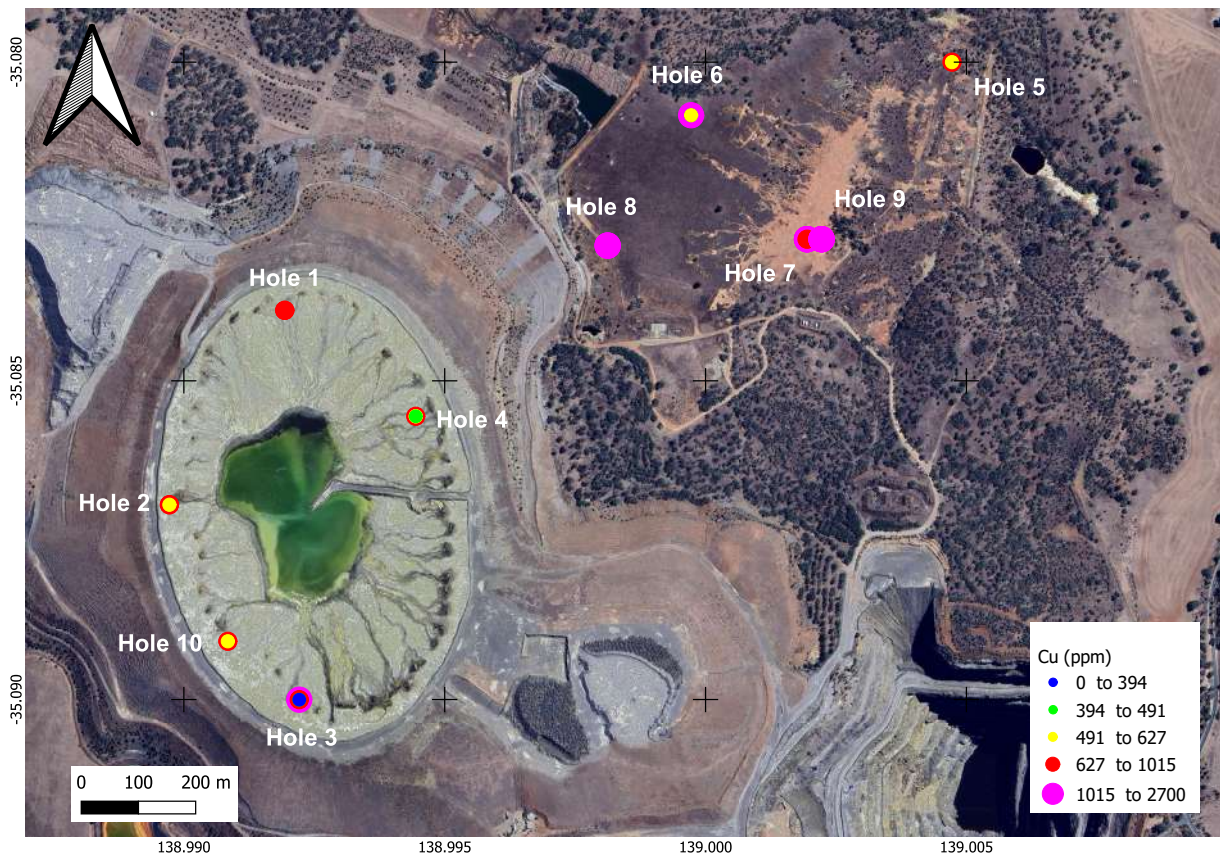 -35.080
-35.085
-35.090
Hole 6
Hole 5
Hole 8
Hole 9
Hole 7
Hole 1
Hole 4
Hole 2
Hole 10
Hole 3
Cu (ppm)
0 to 394
394 to 491
491 to 627
627 to 1015
1015 to 2700
0 100 200 m
138.990 138.995 139.000 139.005